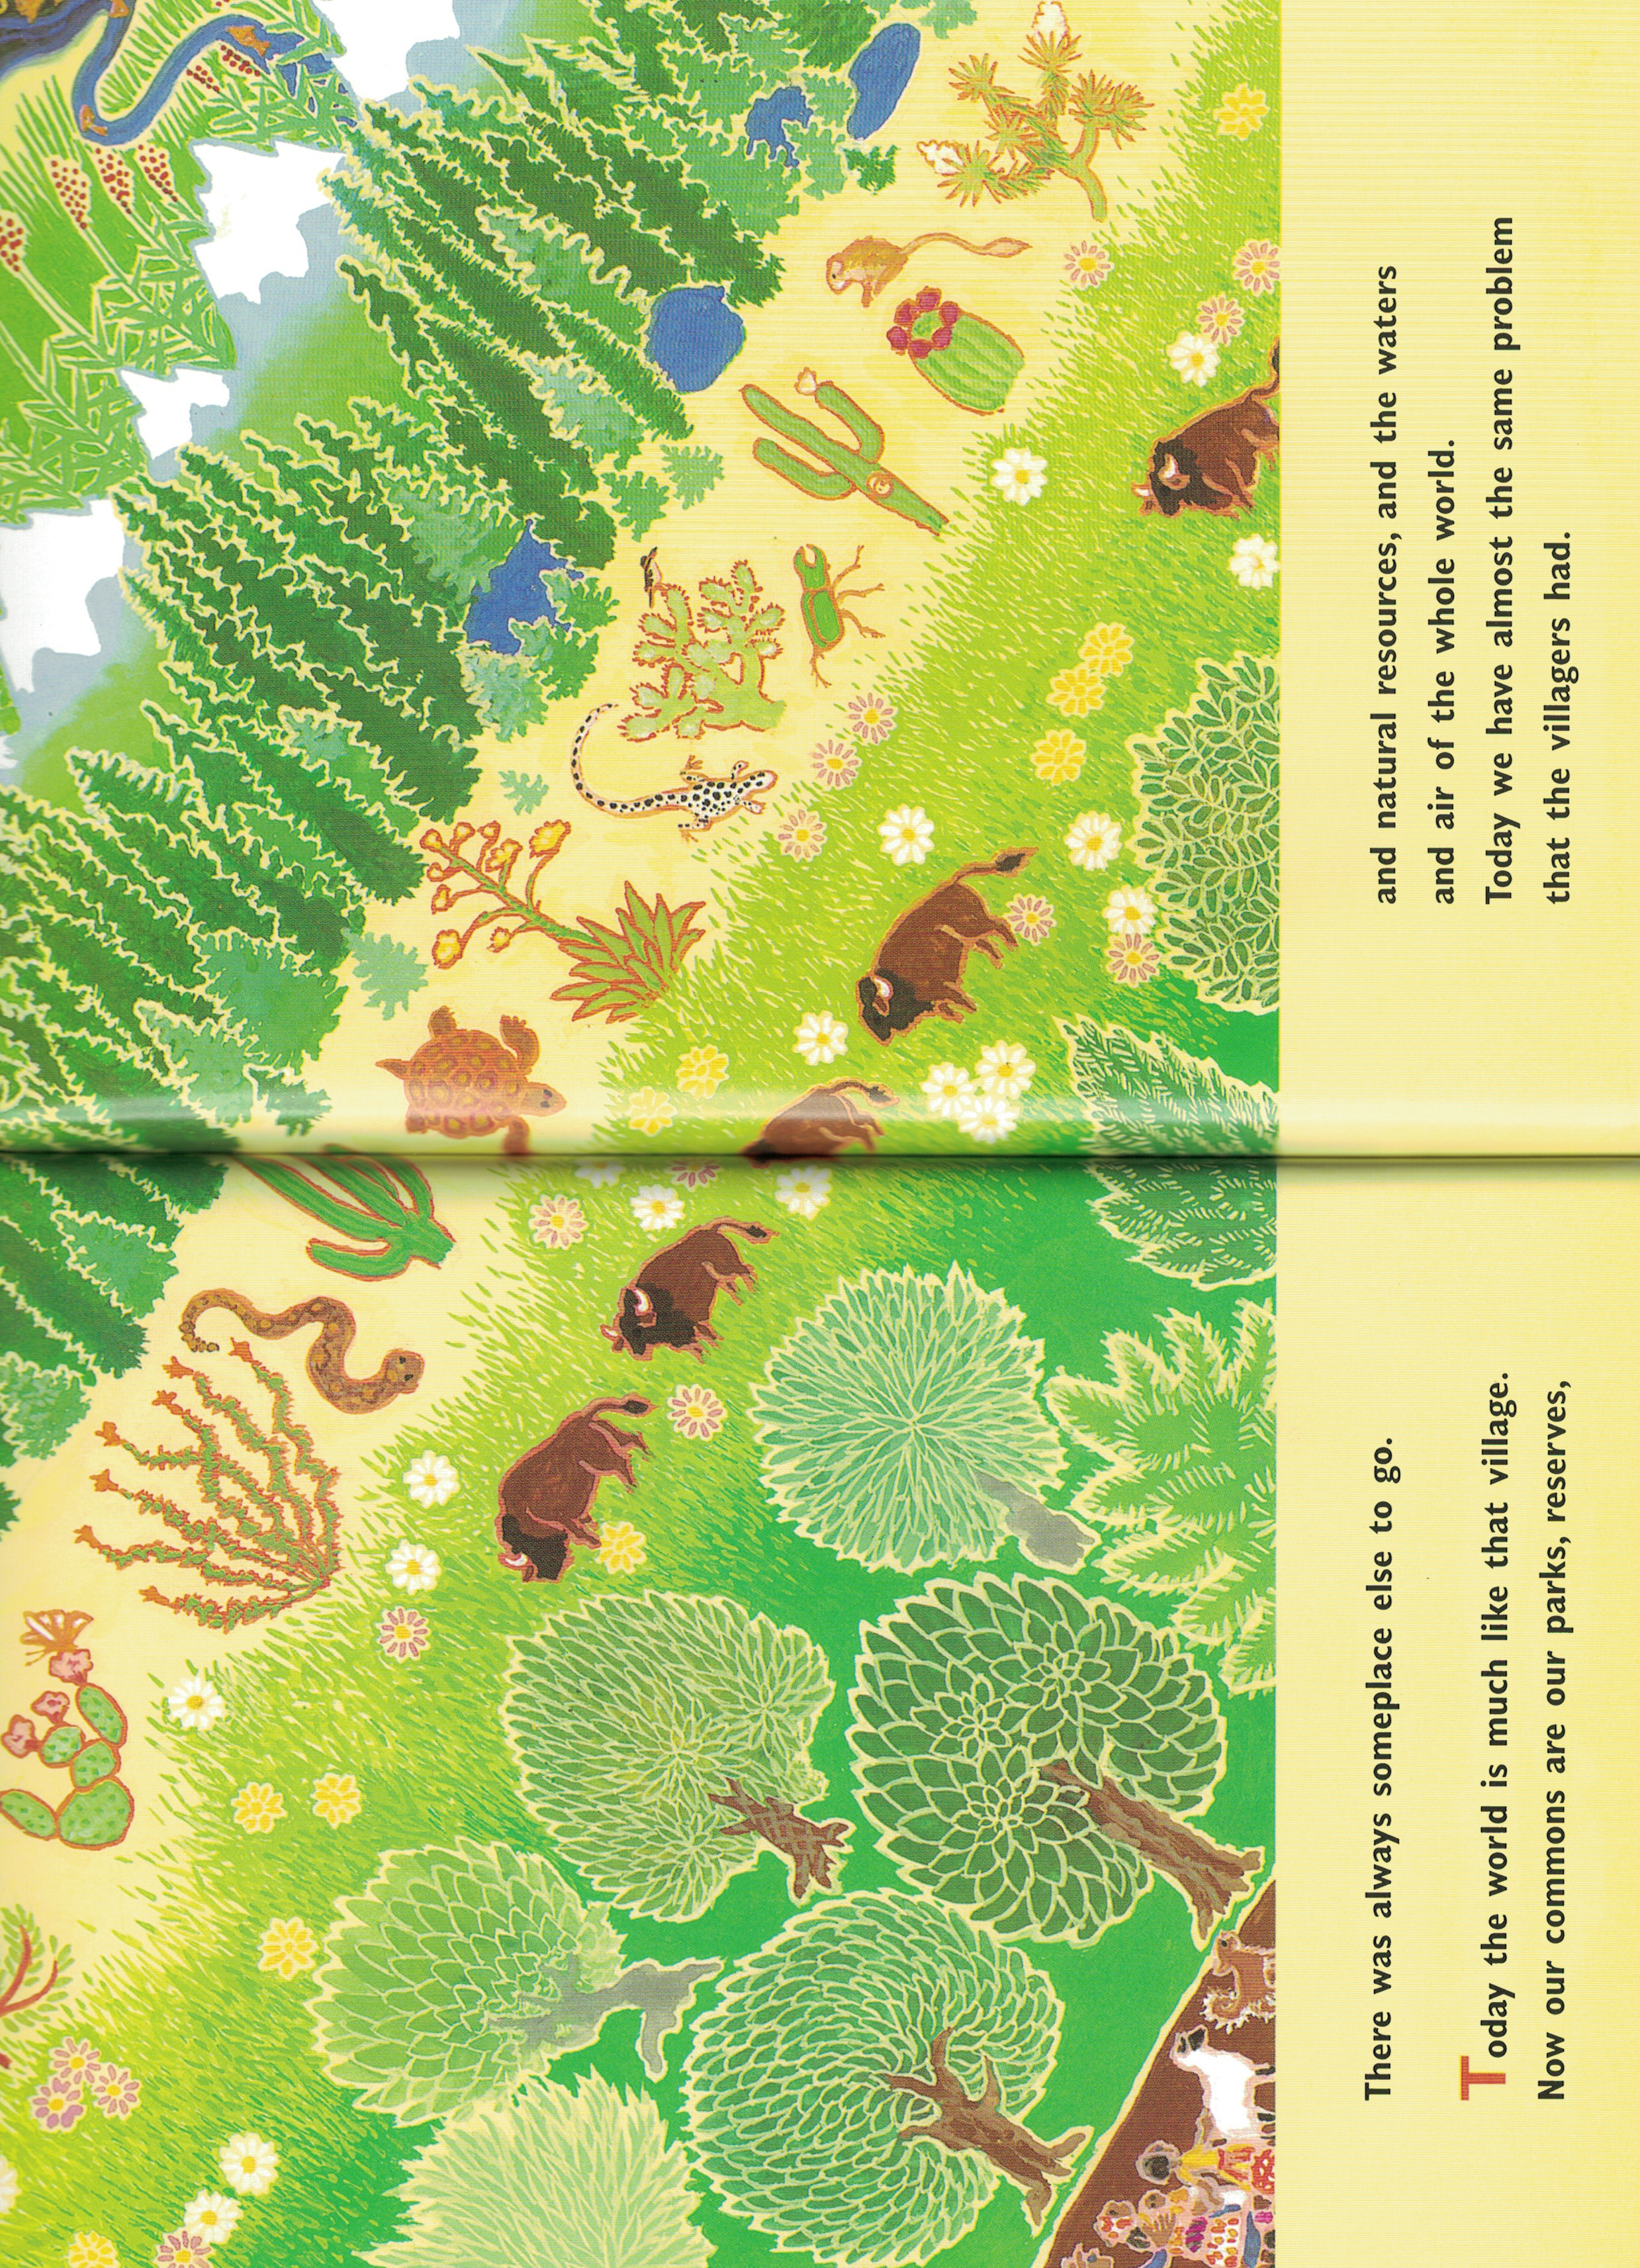 There was always someplace else to go.
Today the world is much like that village.
Now our commons are our parks, reserves,
and natural resources, and the waters
and air of the whole world.
Today we have almost the same problem
that the villagers had.